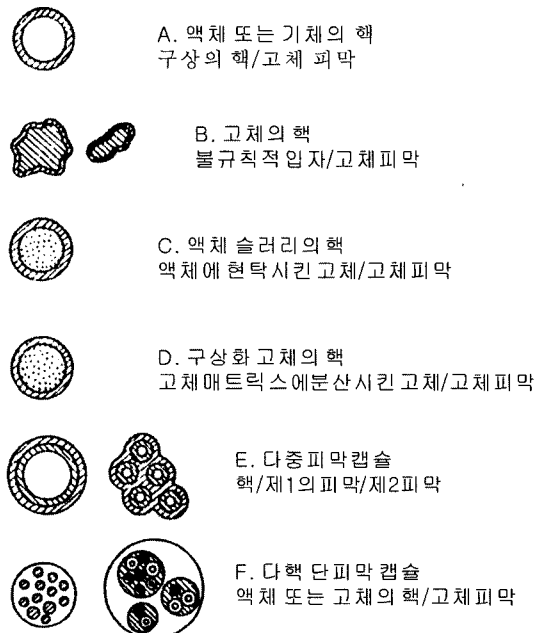 A. 액체 또는 기체의 핵
구상의 핵/고체 피막
B. 고체의 핵
불규칙적입자/고체피막
C. 액체 슬러리의핵
액체에 현탁시킨 고체/고체피막
D. 구상화 고체의 핵
고체매트릭스에분산시킨 고체/고체피막
E. 다중피막캡슐
핵/제1의피막/제2피막
F. 다핵 단피막 캡슐
액체 또는 고체의 핵/고체피막